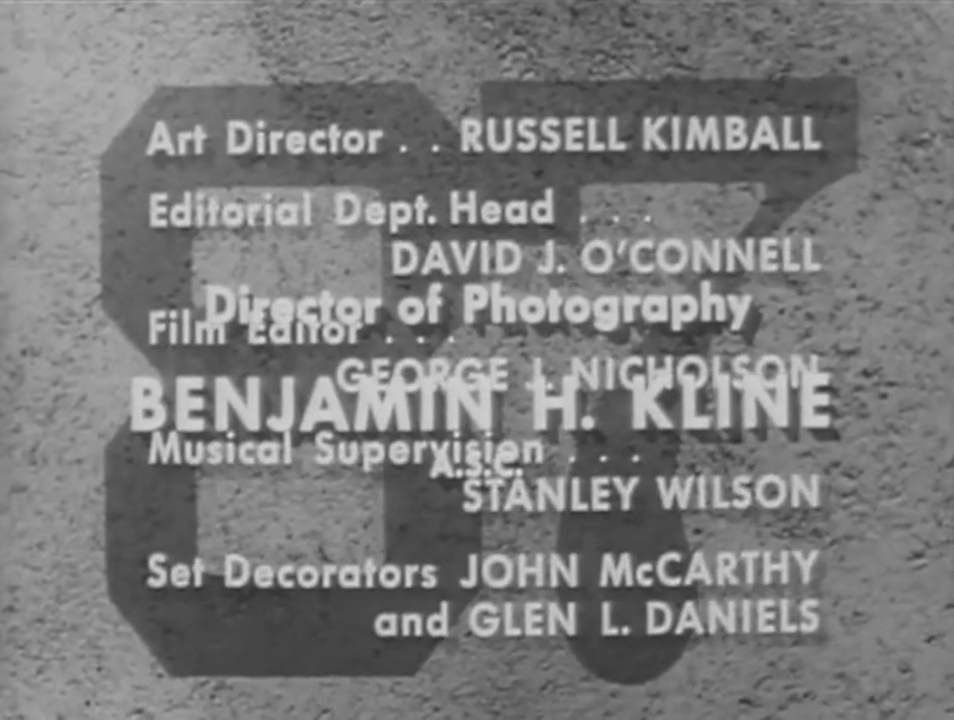 87
Art Director . . RUSSELL KIMBALL
Editorial Dept. Head . . .
DAVID J. O'CONNELL
Director of Photography
Film Editor . . .
GEORGE J. NICHOLSON
BENJAMIN H. KLINE
Musical Supervision . . .
A.S.C.
STANLEY WILSON
Set Decorators JOHN McCARTHY
and GLEN L. DANIELS